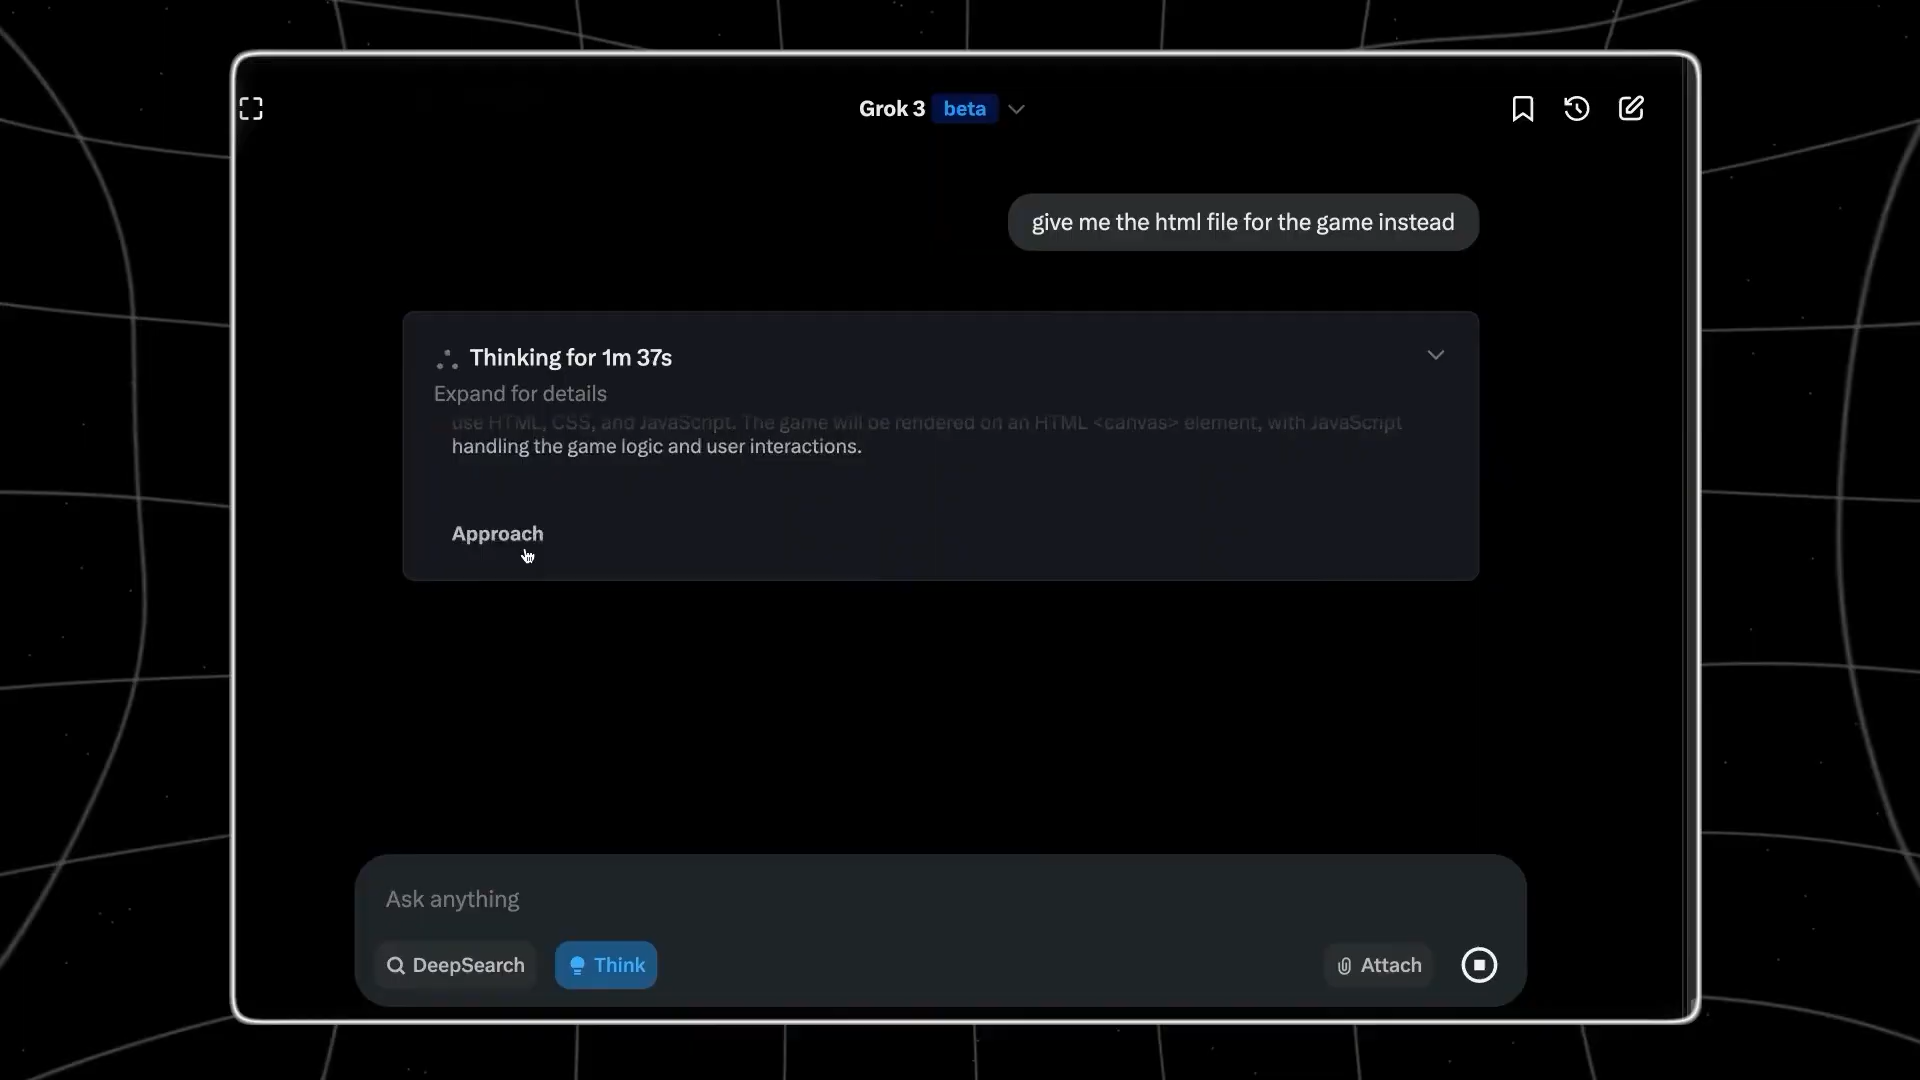 Grok 3 beta
give me the html file for the game instead
Thinking for 1m 37s
Expand for details
use HTML, CSS, and JavaScript. The game will be rendered on an HTML <canvas> element, with JavaScript
handling the game logic and user interactions.
Approach
Ask anything
DeepSearch
Think
Attach